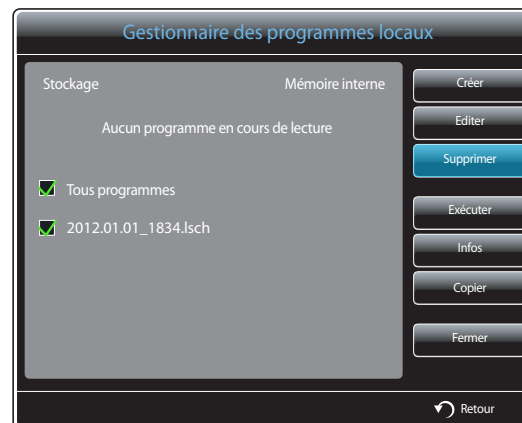 Gestionnaire des programmes locaux
Stockage Mémoire interne
Aucun programme en cours de lecture
Tous programmes
2012.01.01_1834.lsch
Créer
Editer
Supprimer
Exécuter
Infos
Copier
Fermer
Retour